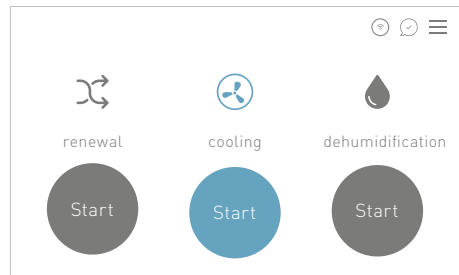 renewal
cooling
dehumidification
Start
Start
Start